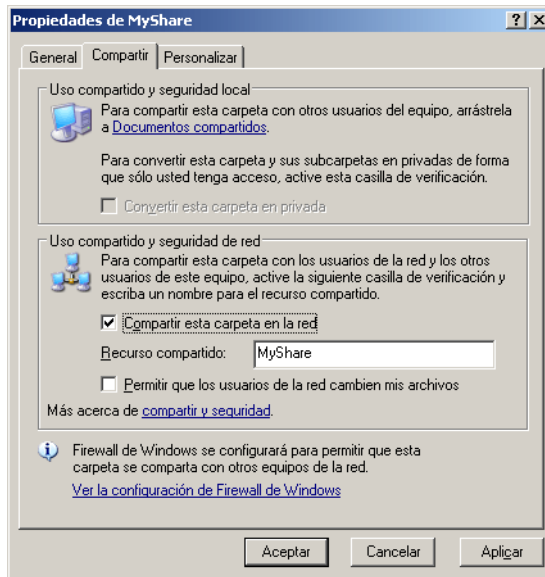 Propiedades de MyShare
General Compartir Personalizar
Uso compartido y seguridad local
Para compartir esta carpeta con otros usuarios del equipo, arrástrela
a Documentos compartidos.
Para convertir esta carpeta y sus subcarpetas en privadas de forma
que sólo usted tenga acceso, active esta casilla de verificación.
Convertir esta carpeta en privada
Uso compartido y seguridad de red
Para compartir esta carpeta con los usuarios de la red y los otros
usuarios de este equipo, active la siguiente casilla de verificación y
escriba un nombre para el recurso compartido.
Compartir esta carpeta en la red
Recurso compartido: MyShare
Permitir que los usuarios de la red cambien mis archivos
Más acerca de compartir y seguridad.
Firewall de Windows se configurará para permitir que esta
carpeta se comparta con otros equipos de la red.
Ver la configuración de Firewall de Windows
Aceptar Cancelar Aplicar